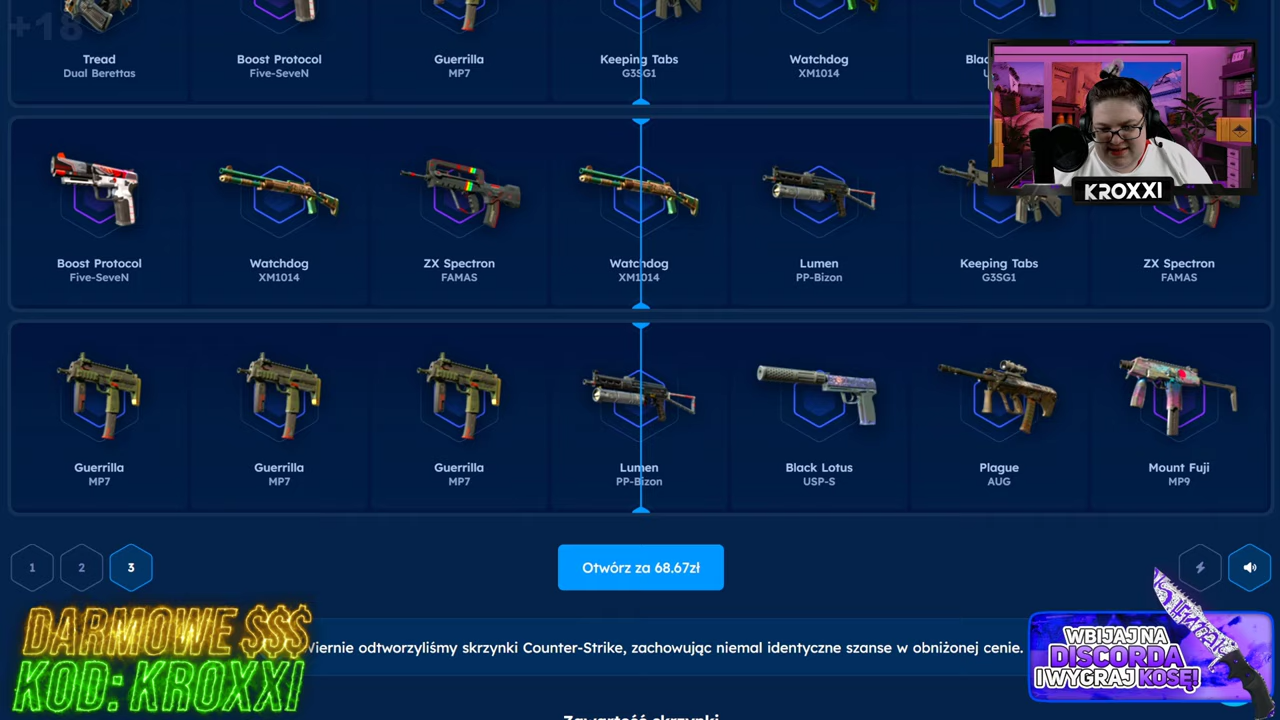 +18
Tread
Dual Berettas
Boost Protocol
Five-SeveN
Guerrilla
MP7
Keeping Tabs
G3SG1
Watchdog
XM1014
KROXXI
Boost Protocol
Five-SeveN
Watchdog
XM1014
ZX Spectron
FAMAS
Watchdog
XM1014
Lumen
PP-Bizon
Keeping Tabs
G3SG1
ZX Spectron
FAMAS
Guerrilla
MP7
Guerrilla
MP7
Guerrilla
MP7
Lumen
PP-Bizon
Black Lotus
USP-S
Plague
AUG
Mount Fuji
MP9
1
2
3
Otwórz za 68.67zł
DARMOWE $$$
KOD: KROXXI
odtworzyliśmy skrzynki Counter-Strike, zachowując niemal identyczne szanse w obniżonej cenie.
WBIJAJ NA
DISCORDA
I WYGRAJ KOSĘ!
Zawartość skrzynki